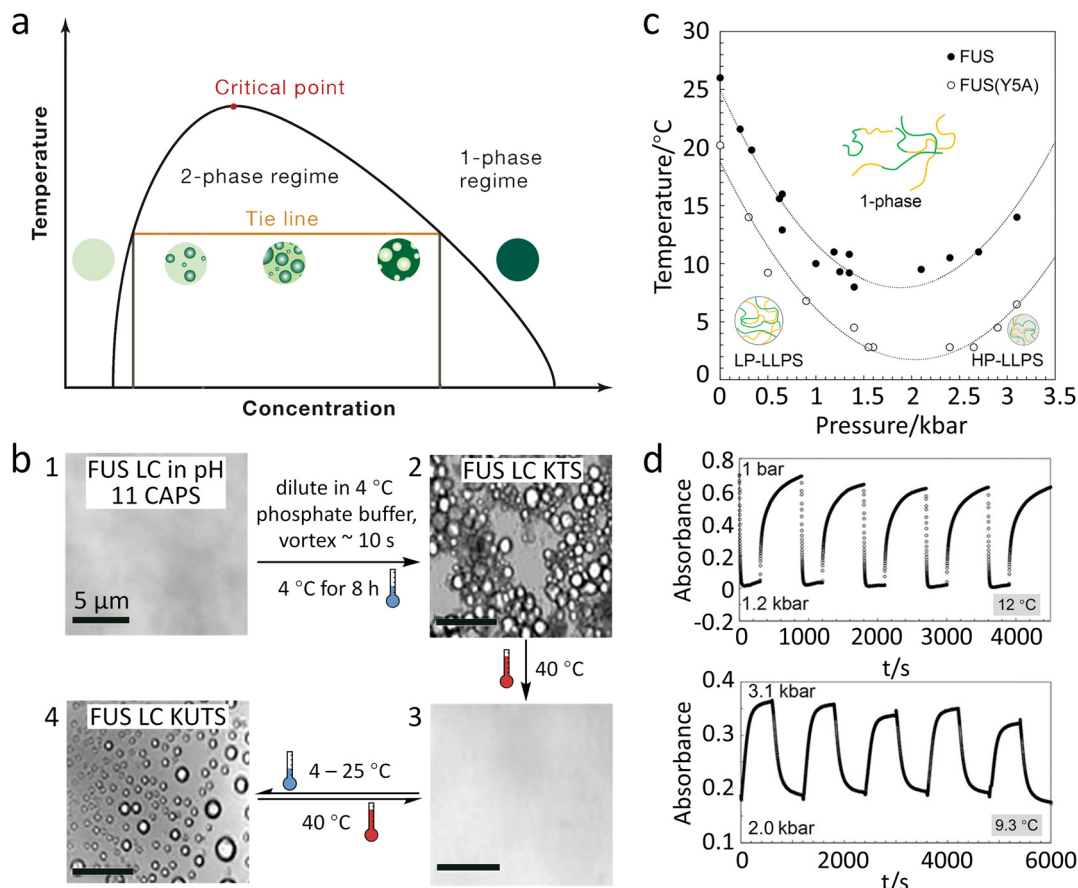 a
Temperature
Critical point
2-phase regime
1-phase
regime
Tie line
Concentration
c
Temperature/°C
30
25
20
15
10
5
0
FUS
FUS(Y5A)
1-phase
LP-LLPS
HP-LLPS
0
0.5
1
1.5
2
2.5
3
3.5
Pressure/kbar
b
1
FUS LC in pH
11 CAPS
5 μm
dilute in 4 °C
phosphate buffer,
vortex ~ 10 s
4 °C for 8 h
2
FUS LC KTS
40 °C
3
4
FUS LC KUTS
4 – 25 °C
40 °C
d
Absorbance
0.8
0.6
0.4
0.2
0
-0.2
1 bar
1.2 kbar
12 °C
0
1000
2000
3000
4000
t/s
Absorbance
0.4
0.3
0.2
0.1
3.1 kbar
2.0 kbar
9.3 °C
0
2000
4000
6000
t/s